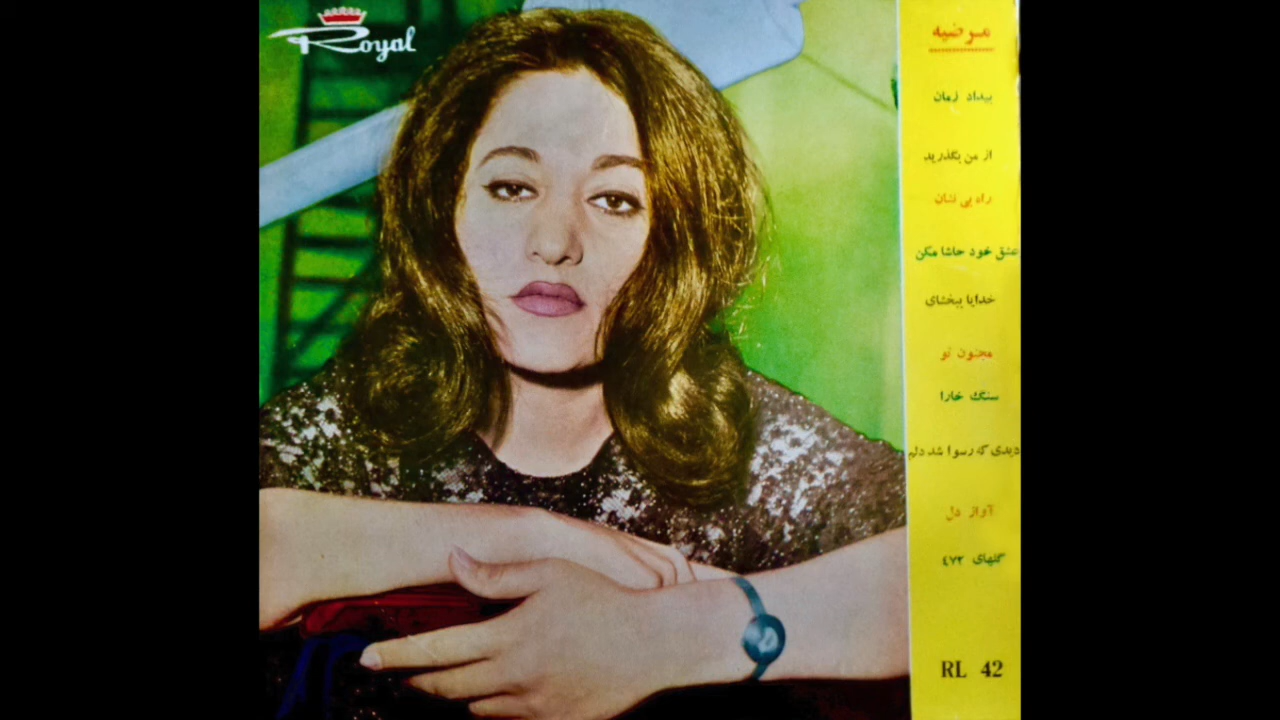 Royal
مرضیه
بیداد زمان
از من بگذرید
راه بی نشان
عشق خود حاشا مکن
خدایا ببخشای
مجنون تو
سنگ خارا
دیدی که رسوا شد دلم
آواز دل
گلهای ٤٧٢
RL 42